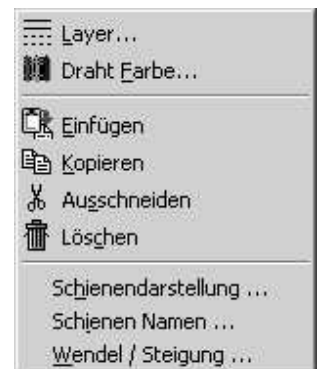 Layer...
Draht Farbe...
Einfügen
Kopieren
Ausschneiden
Löschen
Schienendarstellung ...
Schienen Namen ...
Wendel / Steigung ...